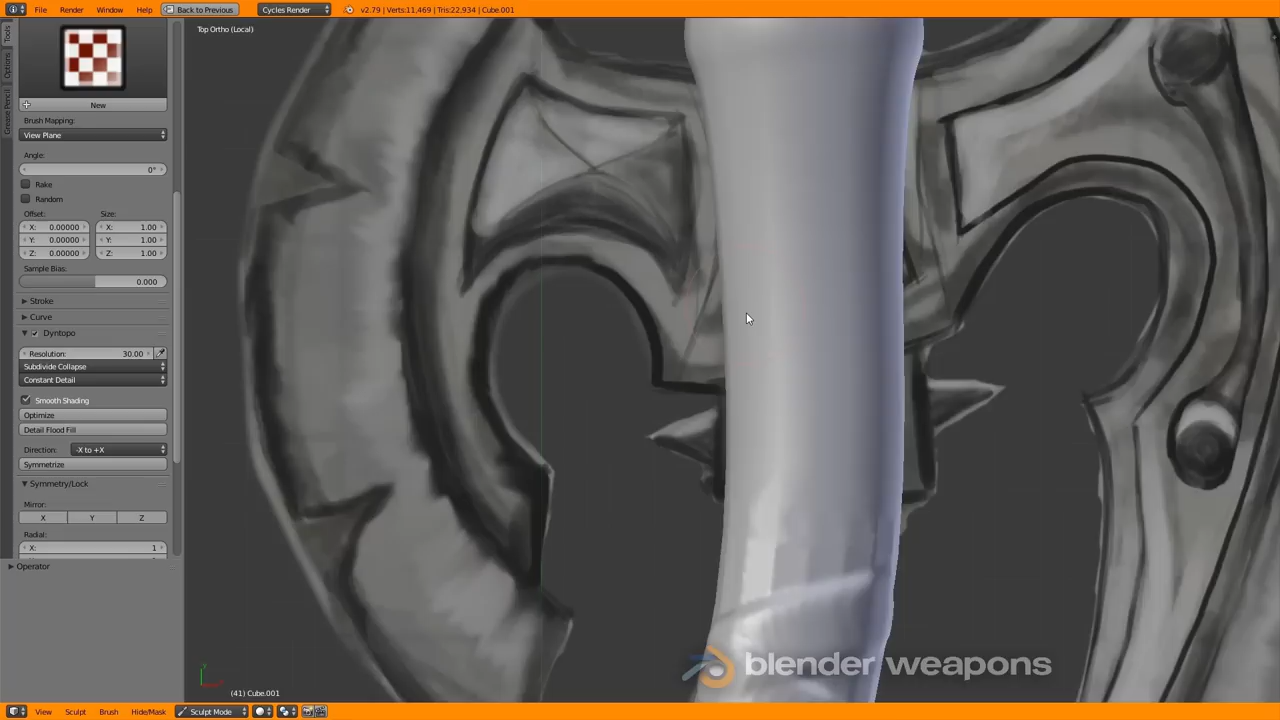 File Render Window Help Back to Previous Cycles Render v2.79 | Verts:11,469 | Tris:22,934 | Cube.001
Top Ortho (Local)
Tools
Options
Grease Pencil
New
Brush Mapping:
View Plane
Angle:
0°
Rake
Random
Offset: Size:
X: 0.00000 X: 1.00
Y: 0.00000 Y: 1.00
Z: 0.00000 Z: 1.00
Sample Bias:
0.000
Stroke
Curve
Dyntopo
Resolution: 30.00
Subdivide Collapse
Constant Detail
Smooth Shading
Optimize
Detail Flood Fill
Direction: -X to +X
Symmetrize
Symmetry/Lock
Mirror:
X Y Z
Radial:
X: 1
Operator
blender weapons
(41) Cube.001
View Sculpt Brush Hide/Mask Sculpt Mode